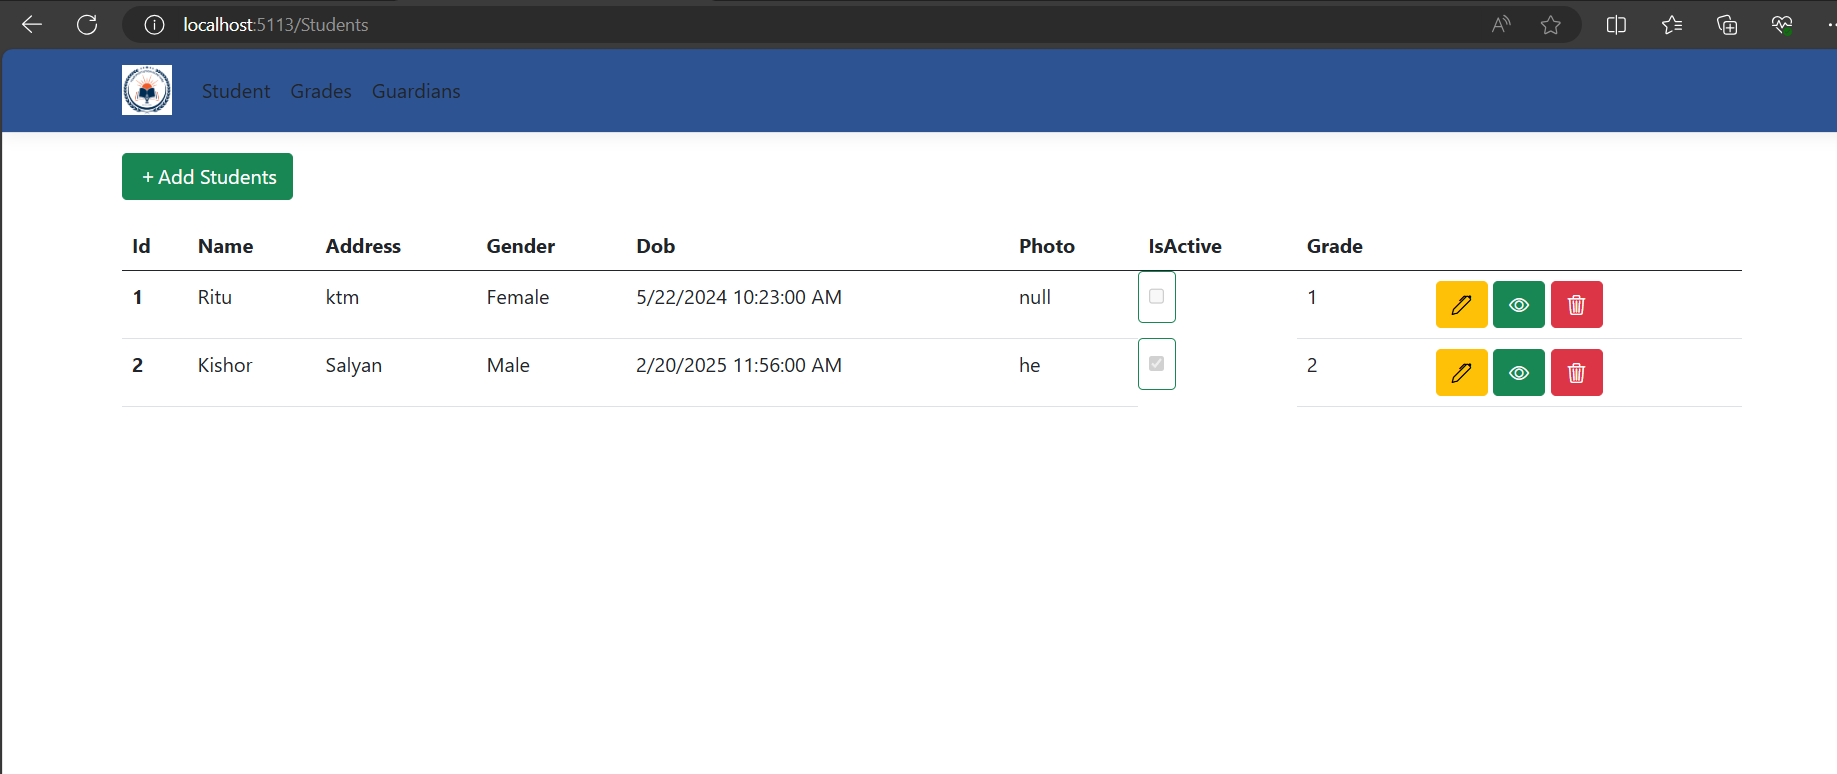 localhost:5113/Students
Student Grades Guardians
+ Add Students
Id Name Address Gender Dob Photo IsActive Grade
1 Ritu ktm Female 5/22/2024 10:23:00 AM null 1
2 Kishor Salyan Male 2/20/2025 11:56:00 AM he 2